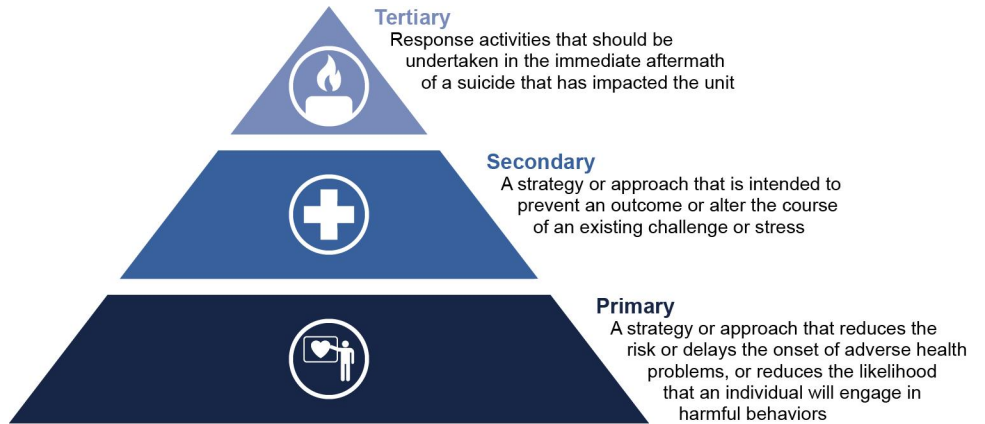 Tertiary
Response activities that should be
undertaken in the immediate aftermath
of a suicide that has impacted the unit
Secondary
A strategy or approach that is intended to
prevent an outcome or alter the course
of an existing challenge or stress
Primary
A strategy or approach that reduces the
risk or delays the onset of adverse health
problems, or reduces the likelihood
that an individual will engage in
harmful behaviors